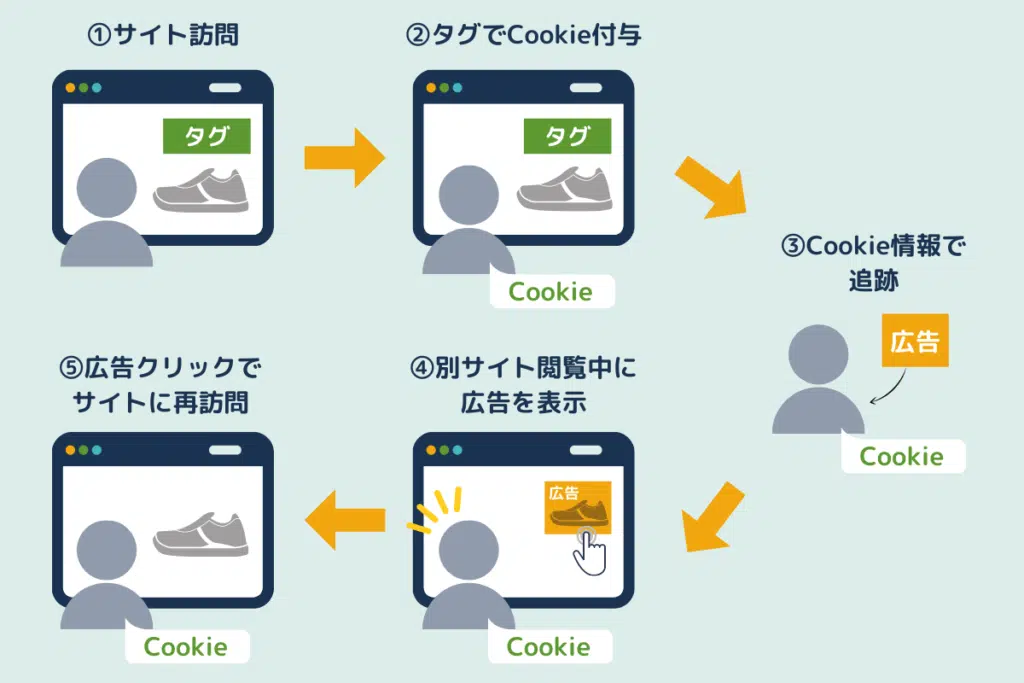 ①サイト訪問
タグ
②タグでCookie付与
タグ
Cookie
③Cookie情報で
追跡
広告
Cookie
④別サイト閲覧中に
広告を表示
広告
Cookie
⑤広告クリックで
サイトに再訪問
Cookie